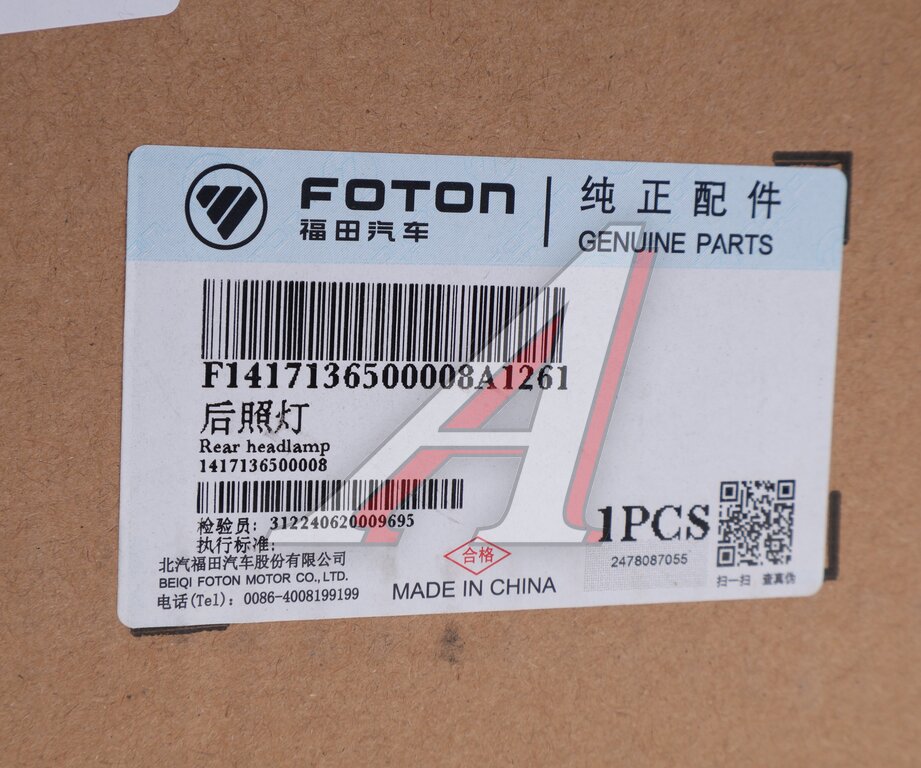 FOTON
福田汽车
纯正配件
GENUINE PARTS
F1417136500008A1261
后照灯
Rear headlamp
1417136500008
检验员: 312240620009695
执行标准:
北汽福田汽车股份有限公司
BEIQI FOTON MOTOR CO., LTD.
电话(Tel): 0086-4008199199
合格
MADE IN CHINA
1PCS
2478087055
扫一扫 查真伪